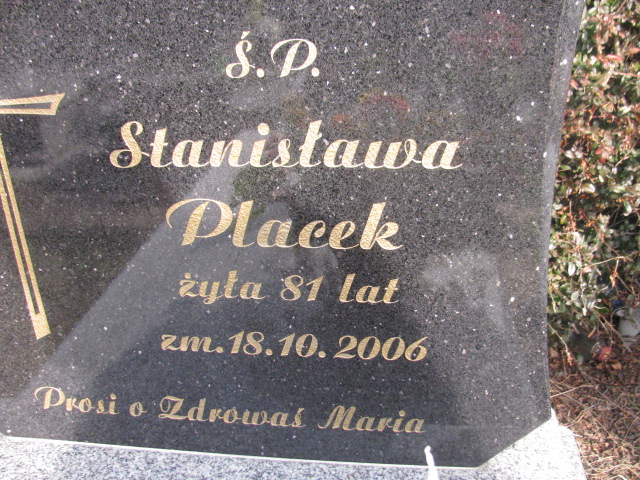 Ś.P.
Stanisława
Placek
żyła 81 lat
zm. 18.10.2006
Prosi o Zdrowaś Maria